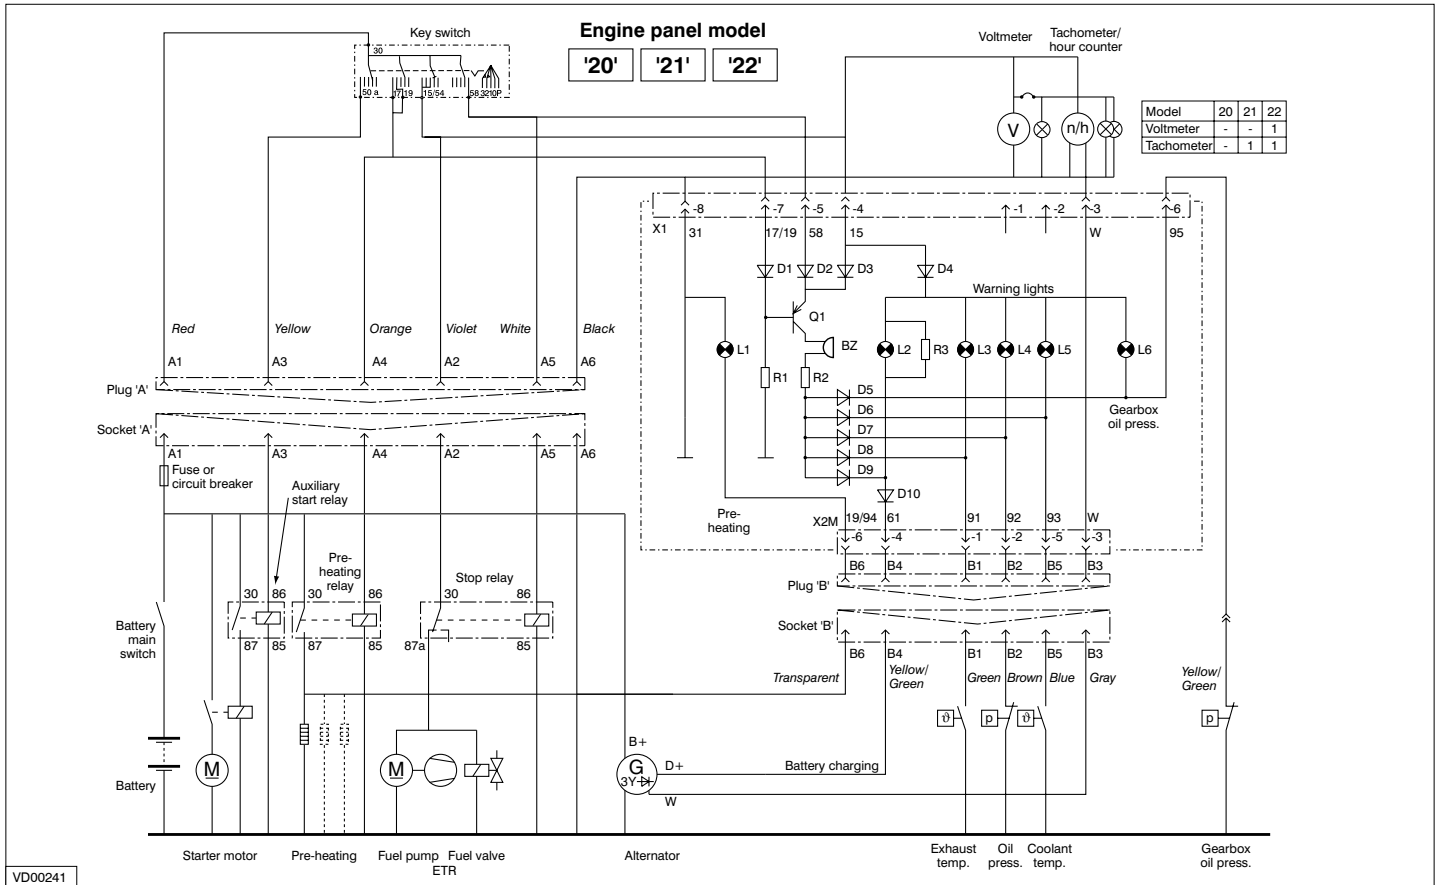 Engine panel model
'20' '21' '22'
Key switch
30
50 a 17/19 15/54 58 3210P
Voltmeter
Tachometer/
hour counter
V
n/h
Model 20 21 22
Voltmeter - - 1
Tachometer - 1 1
X1
-8 -7 -5 -4 -1 -2 -3 -6
31 17/19 58 15 W 95
D1 D2 D3 D4
Warning lights
Q1
BZ
L1 L2 R3 L3 L4 L5 L6
R1 R2
D5
D6
D7
D8
D9
D10
Gearbox
oil press.
Pre-
heating
Red Yellow Orange Violet White Black
A1 A3 A4 A2 A5 A6
Plug 'A'
Socket 'A'
A1 A3 A4 A2 A5 A6
Fuse or
circuit breaker
Auxiliary
start relay
Pre-
heating
relay
Stop relay
30 86 30 86 30 86
87 85 87 85 87a 85
Battery
main
switch
Battery
X2M
19/94 61 91 92 93 W
-6 -4 -1 -2 -5 -3
B6 B4 B1 B2 B5 B3
Plug 'B'
Socket 'B'
B6 B4 B1 B2 B5 B3
Transparent
Yellow/
Green
Green Brown Blue Gray
Yellow/
Green
ϑ p ϑ p
M
M
B+
G
3Y
D+
W
Battery charging
Starter motor
Pre-heating
Fuel pump Fuel valve
ETR
Alternator
Exhaust
temp.
Oil
press.
Coolant
temp.
Gearbox
oil press.
VD00241